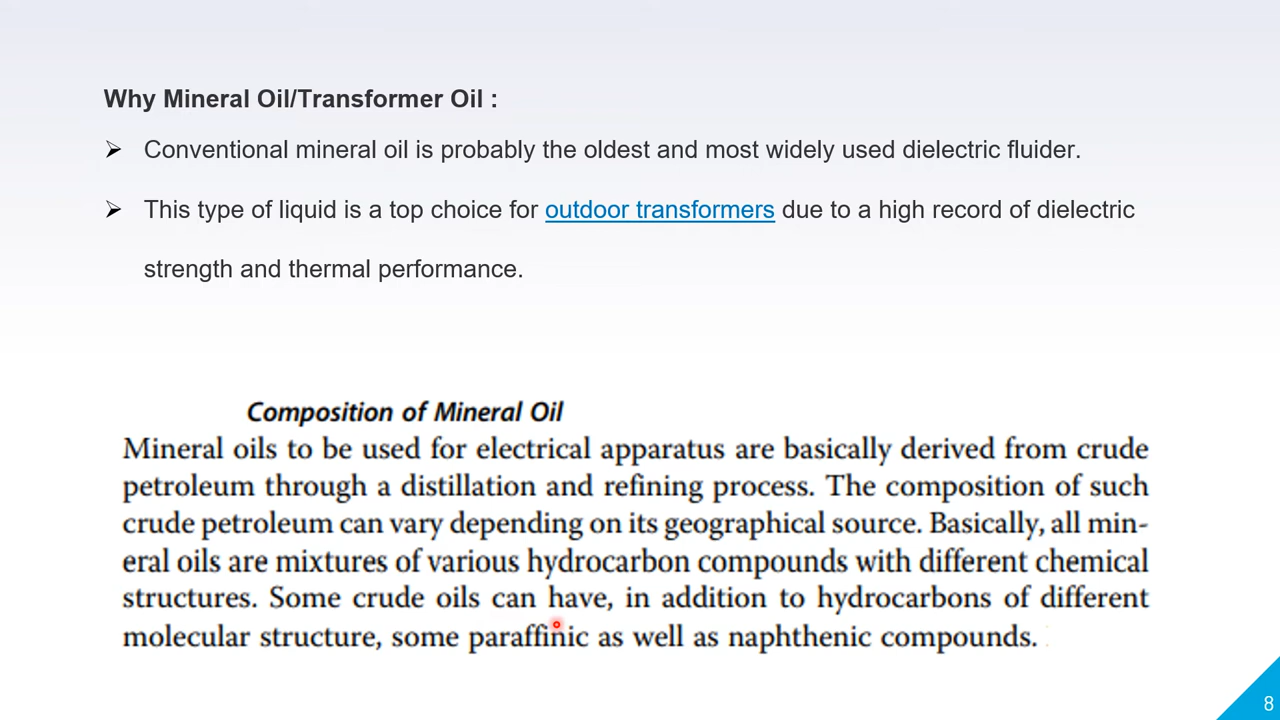 Why Mineral Oil/Transformer Oil :
➢ Conventional mineral oil is probably the oldest and most widely used dielectric fluider.
➢ This type of liquid is a top choice for outdoor transformers due to a high record of dielectric
strength and thermal performance.
Composition of Mineral Oil
Mineral oils to be used for electrical apparatus are basically derived from crude
petroleum through a distillation and refining process. The composition of such
crude petroleum can vary depending on its geographical source. Basically, all min-
eral oils are mixtures of various hydrocarbon compounds with different chemical
structures. Some crude oils can have, in addition to hydrocarbons of different
molecular structure, some paraffinic as well as naphthenic compounds.
8